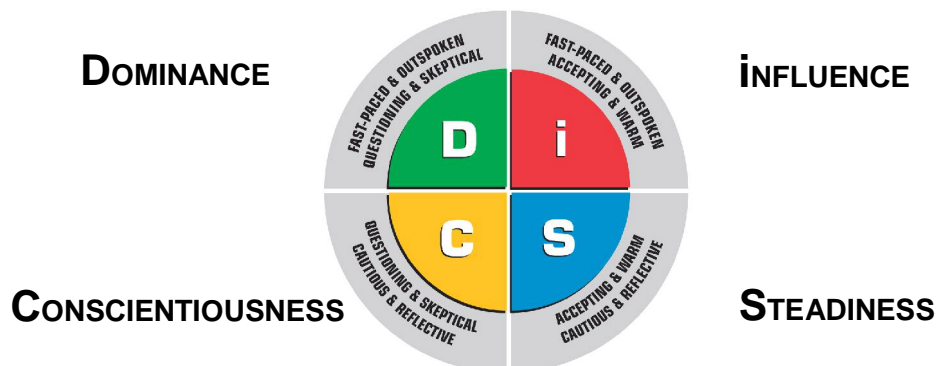 DOMINANCE
FAST-PACED & OUTSPOKEN
QUESTIONING & SKEPTICAL
D
FAST-PACED & OUTSPOKEN
ACCEPTING & WARM
i
iNFLUENCE
CONSCIENTIOUSNESS
QUESTIONING & SKEPTICAL
CAUTIOUS & REFLECTIVE
C
S
ACCEPTING & WARM
CAUTIOUS & REFLECTIVE
STEADINESS